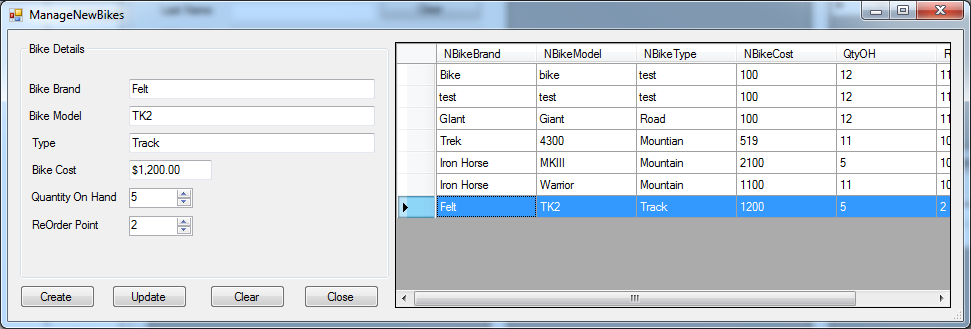 Last Name
Clear
ManageNewBikes
Bike Details
Bike Brand Felt
Bike Model TK2
Type Track
Bike Cost $1,200.00
Quantity On Hand 5
ReOrder Point 2
Create Update Clear Close
NBikeBrand NBikeModel NBikeType NBikeCost QtyOH R
Bike bike test 100 12 11
test test test 100 12 11
GIant Giant Road 100 12 11
Trek 4300 Mountian 519 11 10
Iron Horse MKIII Mountain 2100 5 10
Iron Horse Warrior Mountain 1100 11 10
Felt TK2 Track 1200 5 2